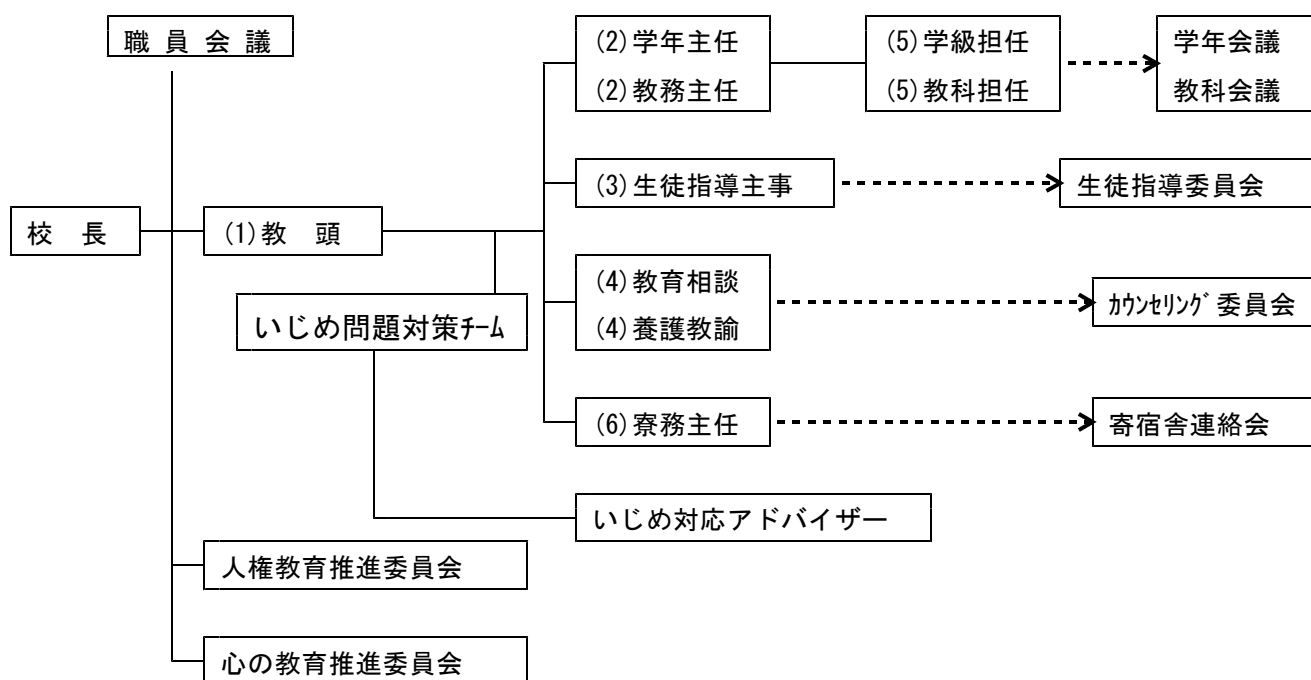 職 員 会 議
(2)学年主任
(2)教務主任
(5)学級担任
(5)教科担任
学年会議
教科会議
(3)生徒指導主事
生徒指導委員会
校　長
(1)教　頭
(4)教育相談
(4)養護教諭
ｶｳﾝｾﾘﾝｸﾞ委員会
いじめ問題対策ﾁｰﾑ
(6)寮務主任
寄宿舎連絡会
いじめ対応アドバイザー
人権教育推進委員会
心の教育推進委員会